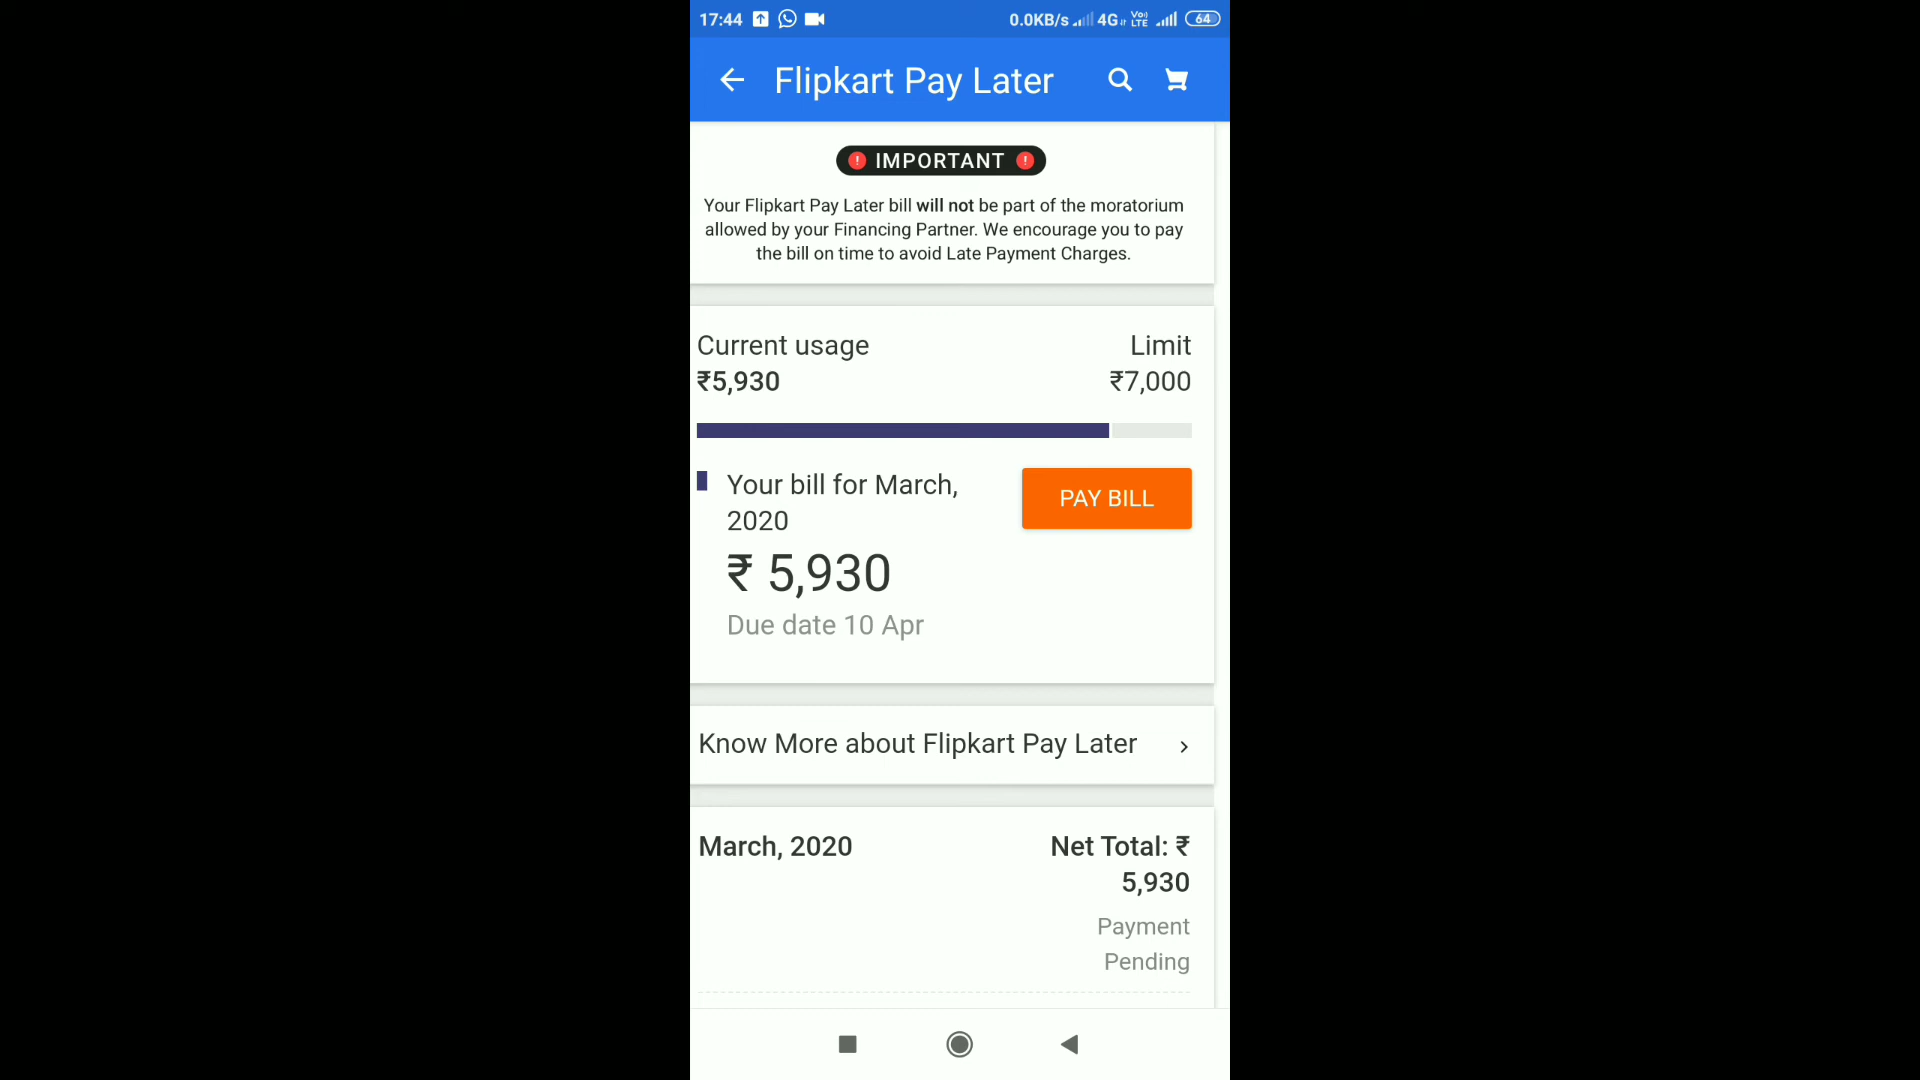 17:44 0.0KB/s 4G Vo) LTE 64
Flipkart Pay Later
! IMPORTANT !
Your Flipkart Pay Later bill will not be part of the moratorium
allowed by your Financing Partner. We encourage you to pay
the bill on time to avoid Late Payment Charges.
Current usage Limit
₹5,930 ₹7,000
Your bill for March, PAY BILL
2020
₹ 5,930
Due date 10 Apr
Know More about Flipkart Pay Later
March, 2020 Net Total: ₹
5,930
Payment
Pending